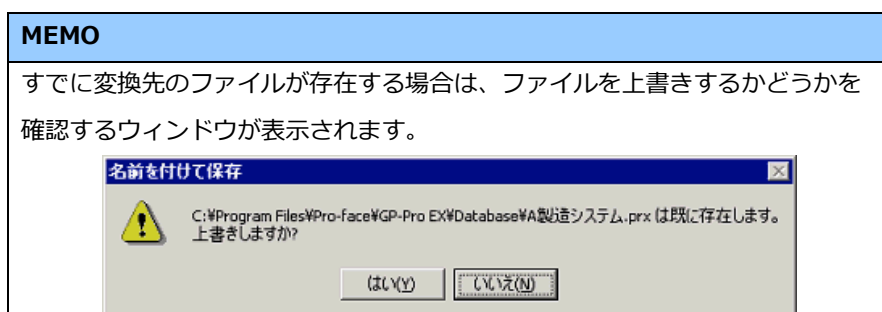 MEMO
すでに変換先のファイルが存在する場合は、ファイルを上書きするかどうかを
確認するウィンドウが表示されます。
名前を付けて保存
C:¥Program Files¥Pro-face¥GP-Pro EX¥Database¥A製造システム.prx は既に存在します。
上書きしますか?
はい(Y) いいえ(N)